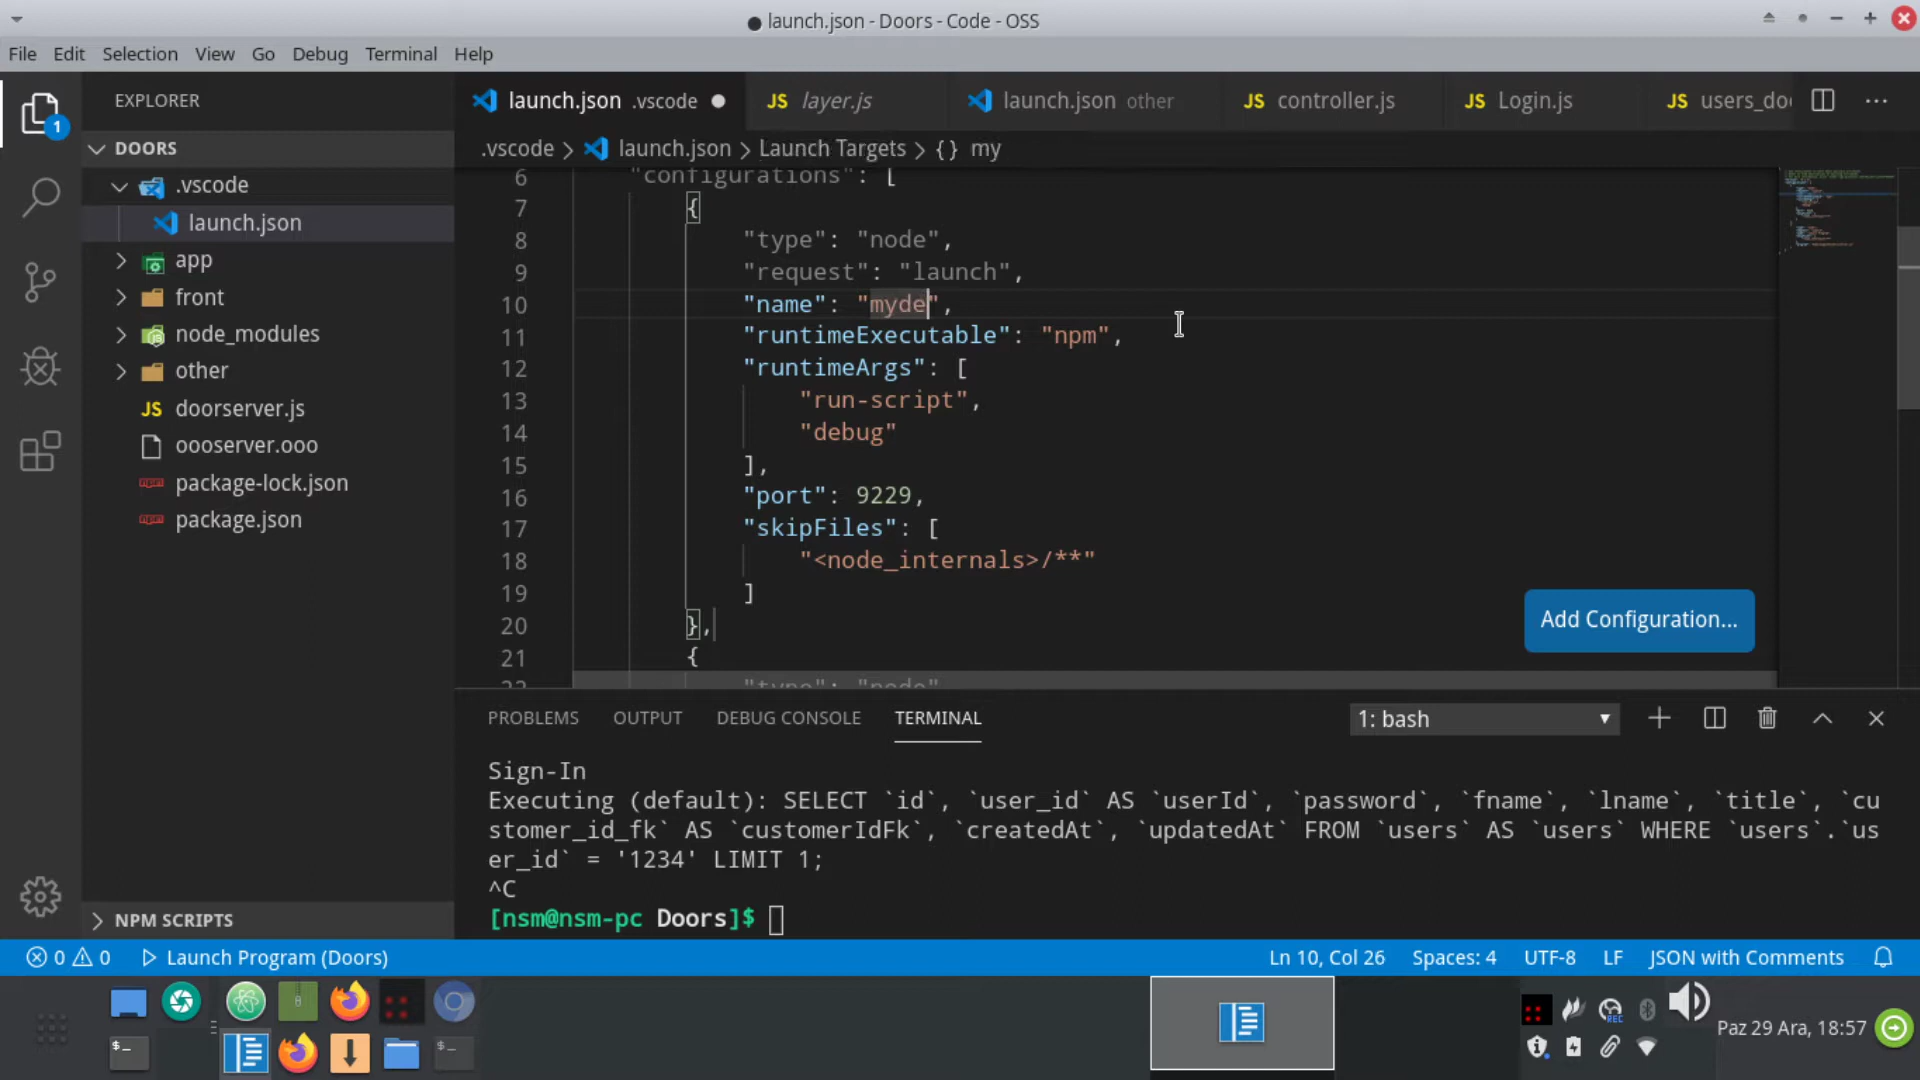 launch.json - Doors - Code - OSS
File Edit Selection View Go Debug Terminal Help
EXPLORER
launch.json .vscode
layer.js
launch.json other
controller.js
Login.js
DOORS
.vscode
launch.json
app
front
node_modules
other
doorserver.js
oooserver.ooo
package-lock.json
package.json
NPM SCRIPTS
1
.vscode > launch.json > Launch Targets > {} my
6 "configurations": [
7 {
8 "type": "node",
9 "request": "launch",
10 "name": "myde",
11 "runtimeExecutable": "npm",
12 "runtimeArgs": [
13 "run-script",
14 "debug"
15 ],
16 "port": 9229,
17 "skipFiles": [
18 "<node_internals>/**"
19 ]
20 },
21 {
22 "type": "node"
Add Configuration...
PROBLEMS OUTPUT DEBUG CONSOLE TERMINAL
1: bash
Sign-In
Executing (default): SELECT `id`, `user_id` AS `userId`, `password`, `fname`, `lname`, `title`, `cu
stomer_id_fk` AS `customerIdFk`, `createdAt`, `updatedAt` FROM `users` AS `users` WHERE `users`.`us
er_id` = '1234' LIMIT 1;
^C
[nsm@nsm-pc Doors]$
0 0 Launch Program (Doors)
Ln 10, Col 26 Spaces: 4 UTF-8 LF JSON with Comments
REC
Paz 29 Ara, 18:57